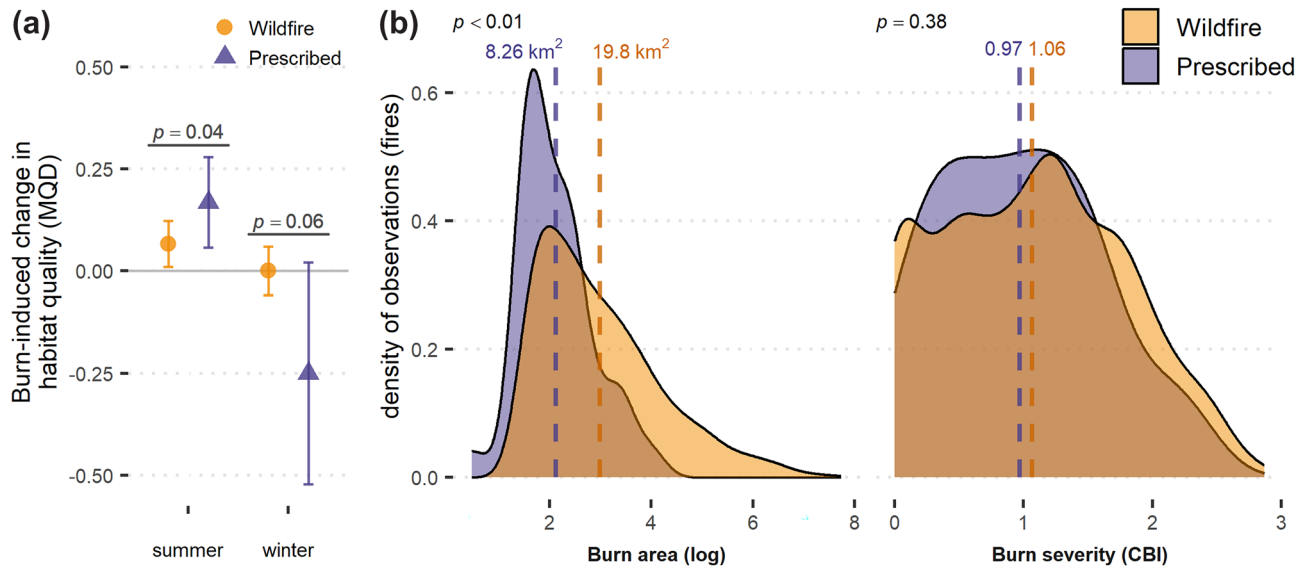 (a)
Wildfire
Prescribed
Burn-induced change in
habitat quality (MQD)
0.50
0.25
0.00
-0.25
-0.50
p = 0.04
p = 0.06
summer
winter
(b)
p < 0.01
8.26 km²
19.8 km²
density of observations (fires)
0.6
0.4
0.2
0.0
2
4
6
8
Burn area (log)
p = 0.38
0.97
1.06
Wildfire
Prescribed
0
1
2
3
Burn severity (CBI)